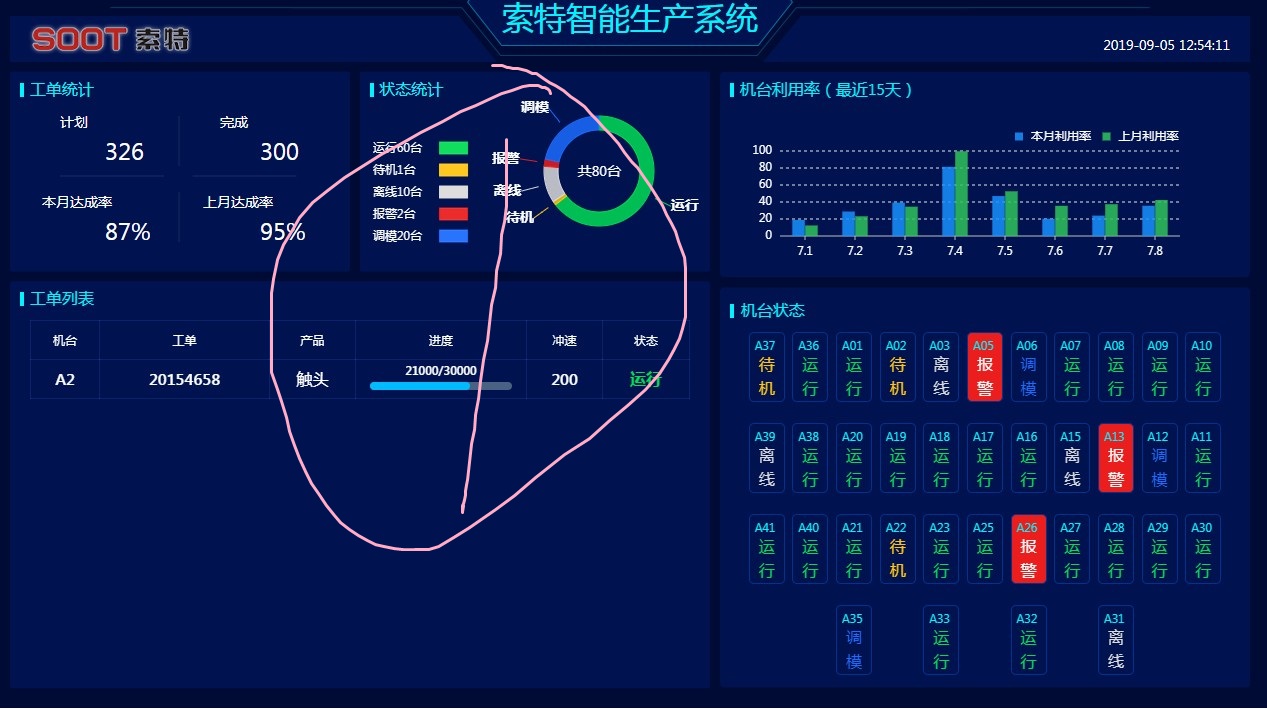 索特智能生产系统
SOOT 索特
2019-09-05 12:54:11
工单统计
计划 完成
326 300
本月达成率 上月达成率
87% 95%
状态统计
运行60台
待机1台
离线10台
报警2台
调模20台
调模
报警
离线
待机
运行
共80台
机台利用率（最近15天）
本月利用率 上月利用率
100
80
60
40
20
0
7.1 7.2 7.3 7.4 7.5 7.6 7.7 7.8
工单列表
机台 工单 产品 进度 冲速 状态
A2 20154658 触头 21000/30000 200 运行
机台状态
A37 A36 A01 A02 A03 A05 A06 A07 A08 A09 A10
待机 运行 运行 待机 离线 报警 调模 运行 运行 运行 运行
A39 A38 A20 A19 A18 A17 A16 A15 A13 A12 A11
离线 运行 运行 运行 运行 运行 运行 离线 报警 调模 运行
A41 A40 A21 A22 A23 A25 A26 A27 A28 A29 A30
运行 运行 运行 待机 运行 运行 报警 运行 运行 运行 运行
A35 A33 A32 A31
调模 运行 运行 离线